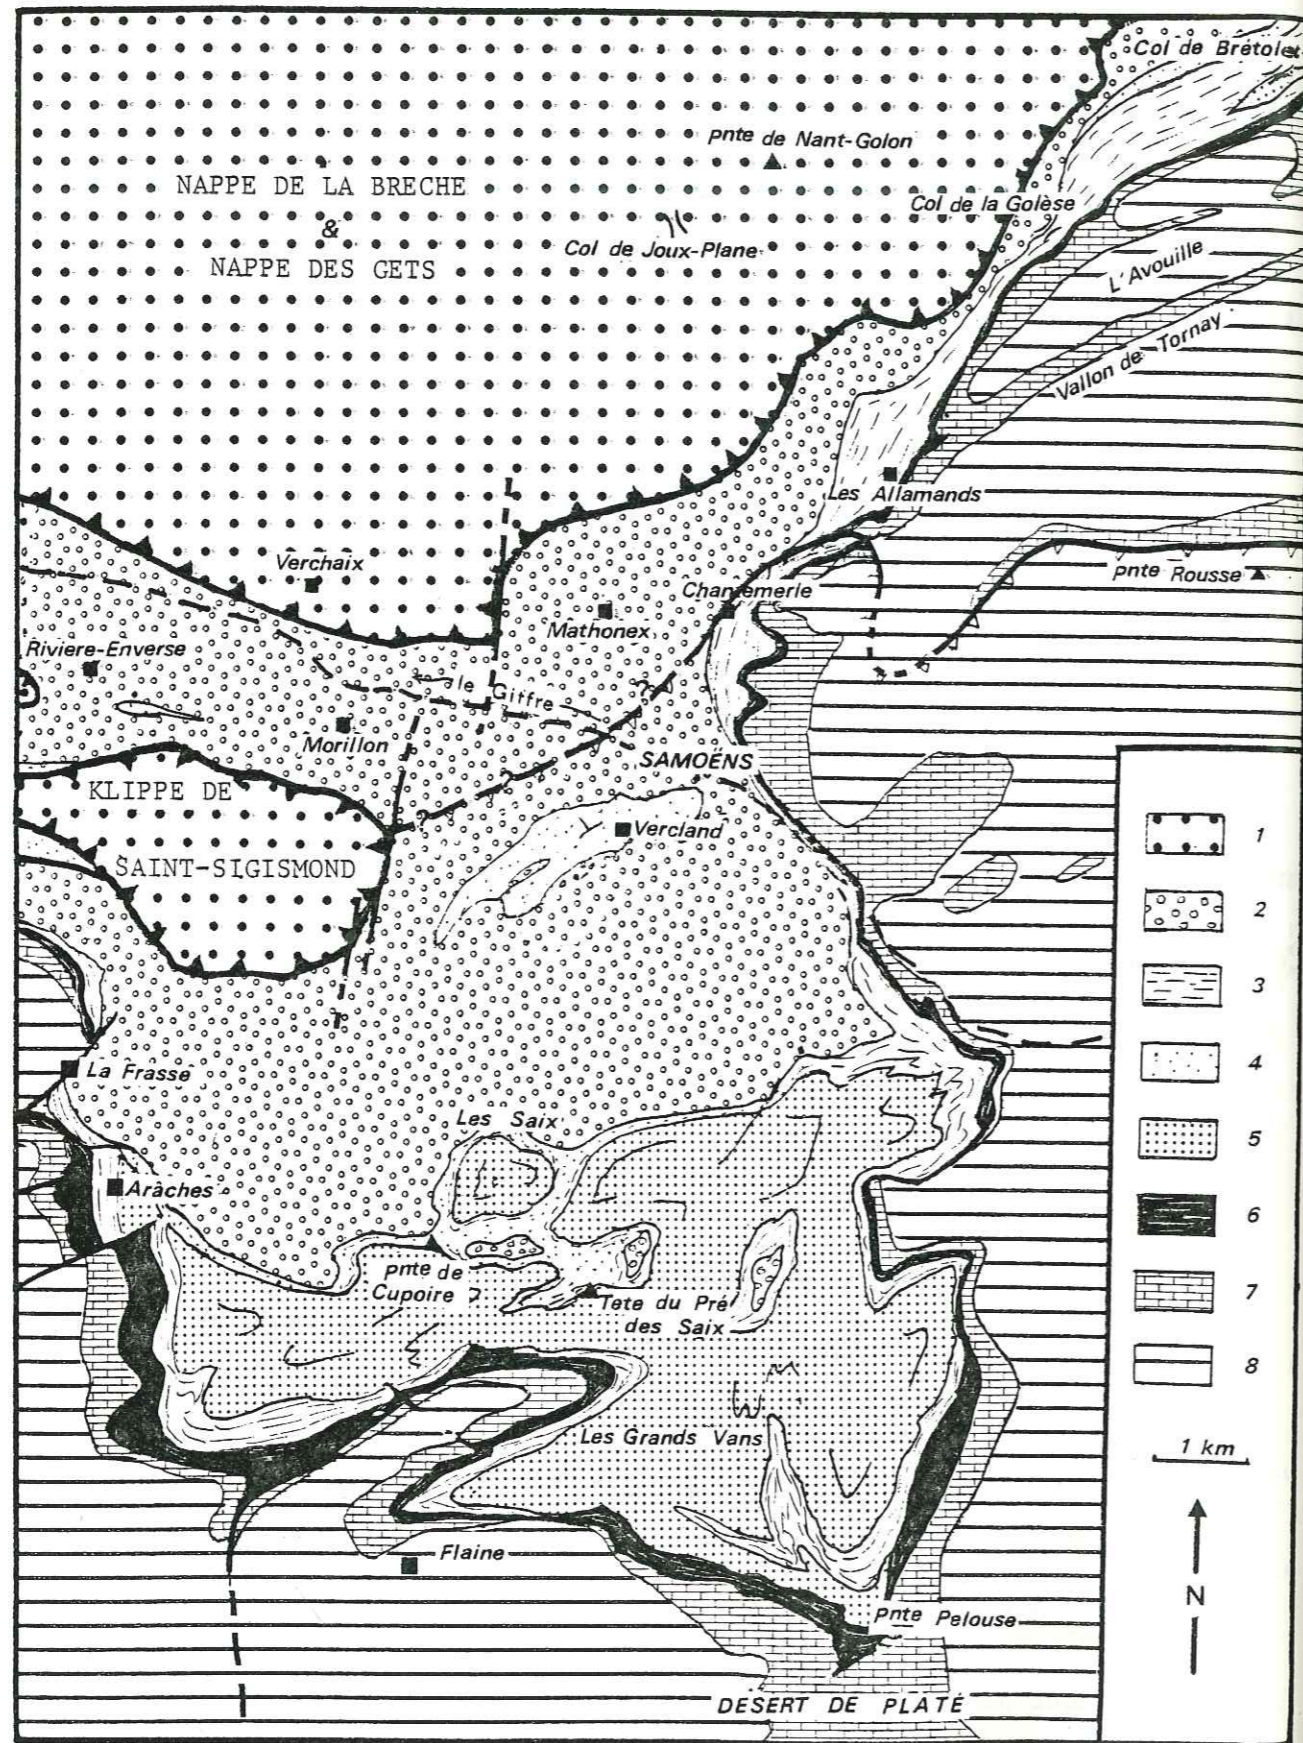 Col de Brétolet
Pnte de Nant-Golon
NAPPE DE LA BRECHE
&
NAPPE DES GETS
Col de la Golèse
Col de Joux-Plane
L'Avouille
Vallon de Tornay
Les Allamands
Verchaix
Pnte Rousse
Chantemerle
Mathonex
Riviere-Enverse
le Giffre
?
Morillon
SAMOËNS
?
KLIPPE DE
?
Vercland
SAINT-SIGISMOND
La Frasse
Les Saix
Arâches
Pnte de
Cupoire
Tete du Pré
des Saix
Les Grands Vans
Flaine
Pnte Pelouse
DÉSERT DE PLATÉ
1
2
3
4
5
6
7
8
1 km
N